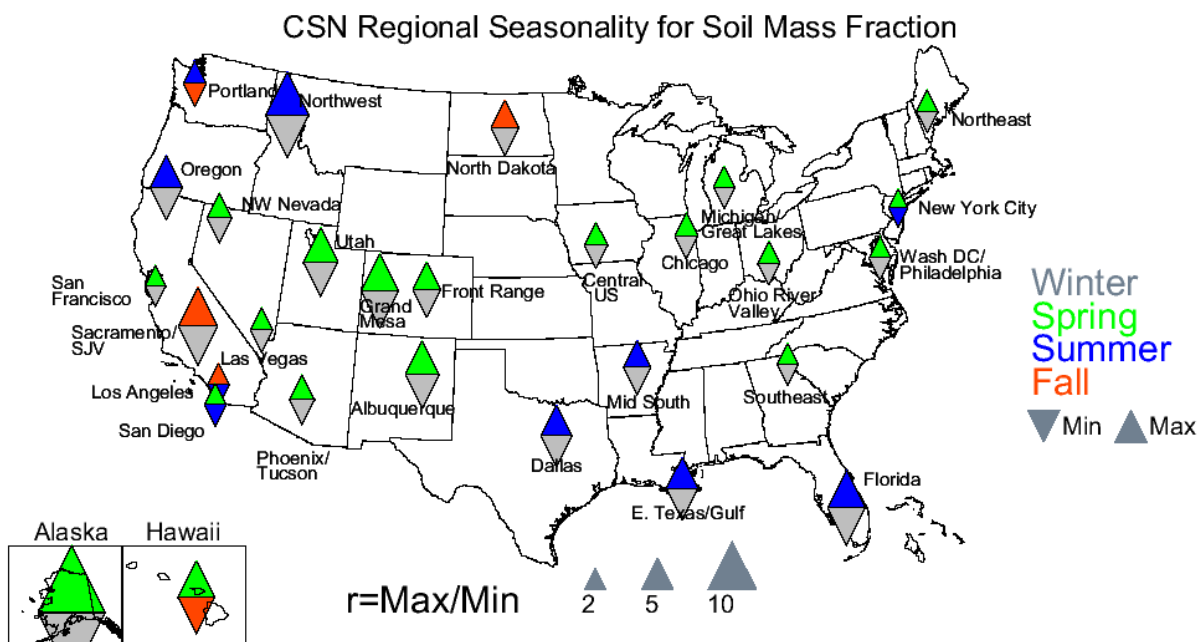 CSN Regional Seasonality for Soil Mass Fraction
Portland
Northwest
North Dakota
Northeast
Oregon
NW Nevada
Utah
Michigan/
Great Lakes
New York City
Chicago
Wash DC/
Philadelphia
San
Francisco
Grand
Mesa
Front Range
Central
US
Ohio River
Valley
Sacramento/
SJV
Las Vegas
Los Angeles
San Diego
Albuquerque
Mid South
Southeast
Phoenix/
Tucson
Dallas
E. Texas/Gulf
Florida
Winter
Spring
Summer
Fall
Min Max
Alaska Hawaii
r=Max/Min
2 5 10